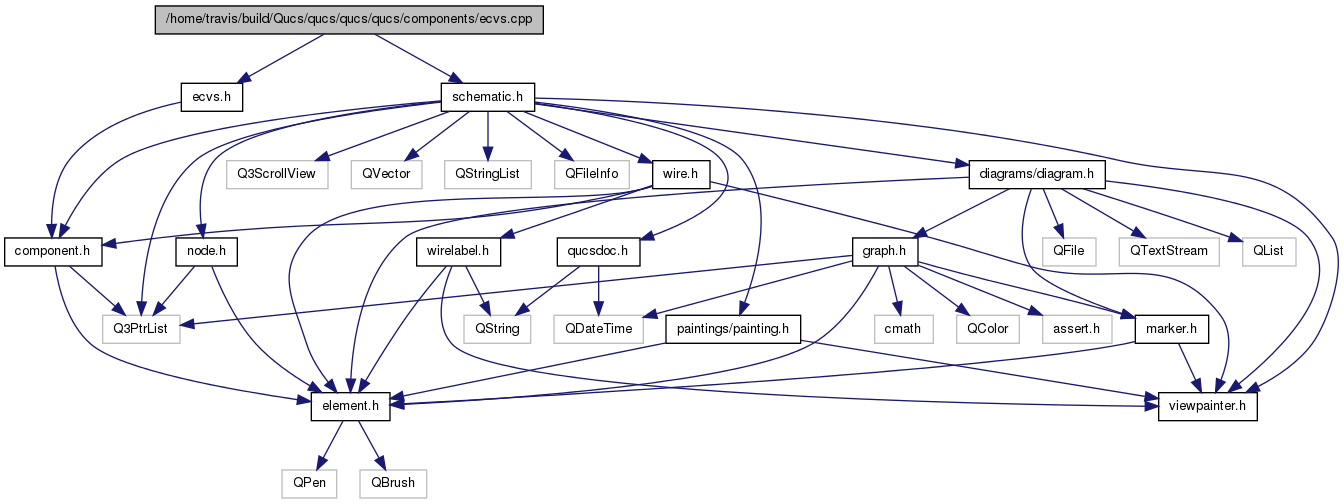 /home/travis/build/Qucs/qucs/qucs/qucs/components/ecvs.cpp
ecvs.h
schematic.h
Q3ScrollView
QVector
QStringList
QFileInfo
wire.h
diagrams/diagram.h
component.h
node.h
wirelabel.h
qucsdoc.h
graph.h
QFile
QTextStream
QList
Q3PtrList
QString
QDateTime
paintings/painting.h
cmath
QColor
assert.h
marker.h
element.h
viewpainter.h
QPen
QBrush